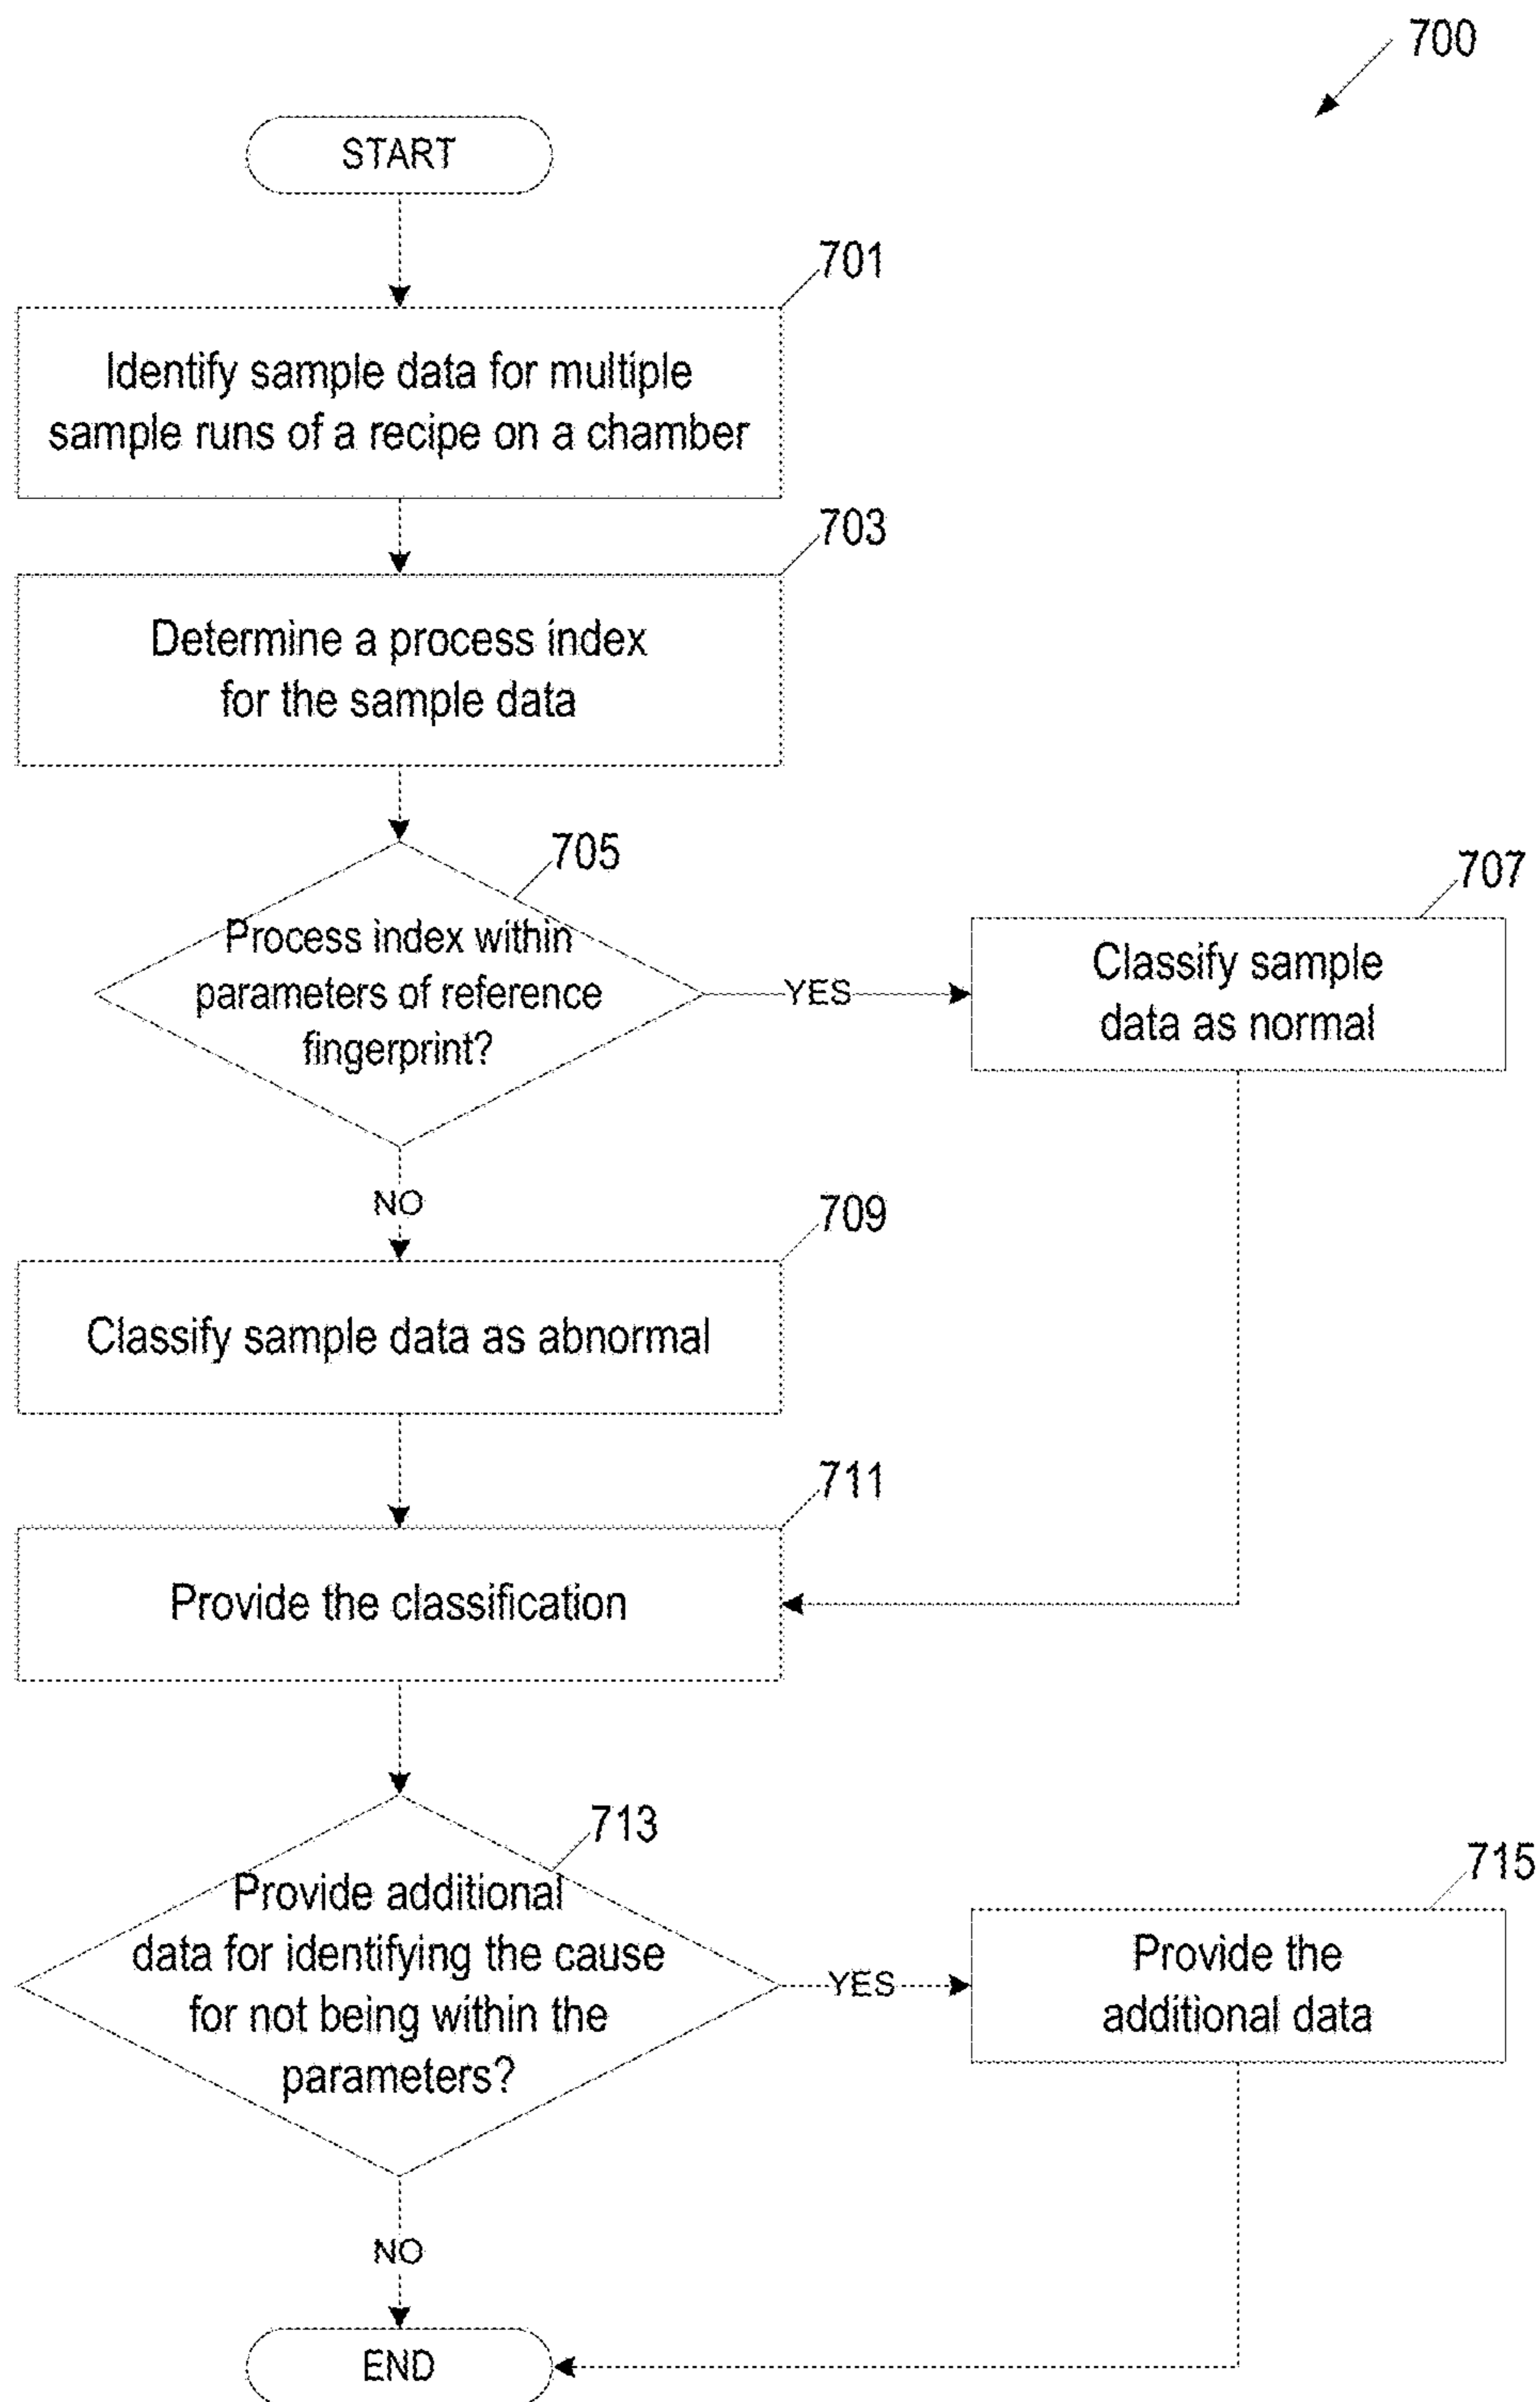 700
START
701
Identify sample data for multiple
sample runs of a recipe on a chamber
703
Determine a process index
for the sample data
705
Process index within
parameters of reference
fingerprint?
YES
707
Classify sample
data as normal
NO
709
Classify sample data as abnormal
711
Provide the classification
713
Provide additional
data for identifying the cause
for not being within the
parameters?
YES
715
Provide the
additional data
NO
END